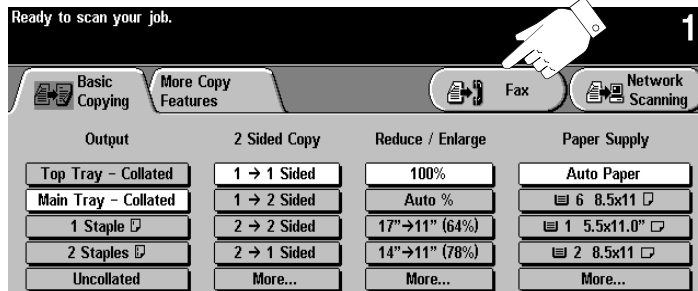 Ready to scan your job.
1
Basic Copying
More Copy Features
Fax
Network Scanning
Output
2 Sided Copy
Reduce / Enlarge
Paper Supply
Top Tray - Collated
1 → 1 Sided
100%
Auto Paper
Main Tray - Collated
1 → 2 Sided
Auto %
6 8.5x11
1 Staple
2 → 2 Sided
17"→11" (64%)
1 5.5x11.0"
2 Staples
2 → 1 Sided
14"→11" (78%)
2 8.5x11
Uncollated
More...
More...
More...